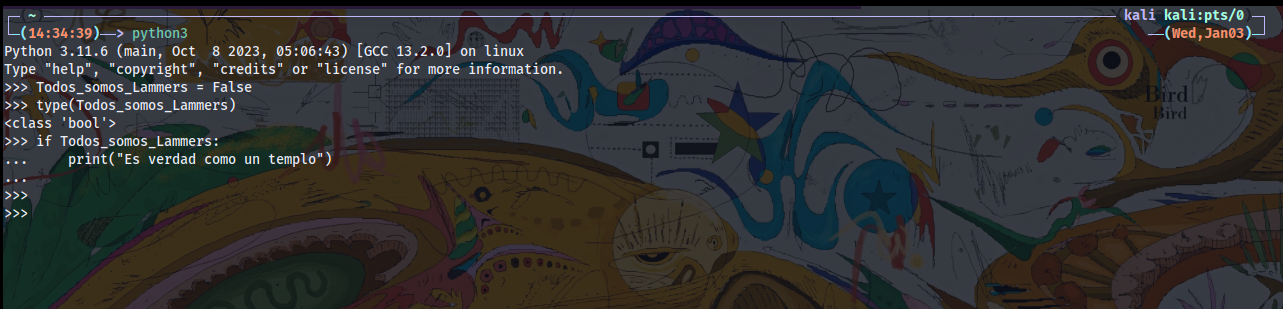 ~ kali kali:pts/0
(14:34:39)──> python3 (Wed,Jan03)
Python 3.11.6 (main, Oct  8 2023, 05:06:43) [GCC 13.2.0] on linux
Type "help", "copyright", "credits" or "license" for more information.
>>> Todos_somos_Lammers = False
>>> type(Todos_somos_Lammers)
<class 'bool'>
>>> if Todos_somos_Lammers:
...     print("Es verdad como un templo")
...
>>>
>>>
Bird
Bird